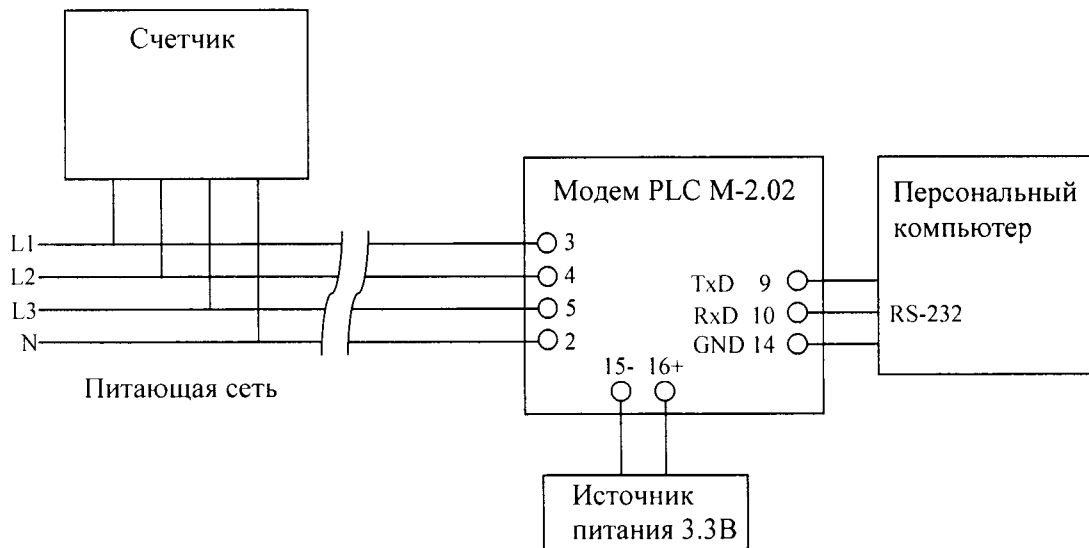 Счетчик
Модем PLC М-2.02
Персональный
компьютер
L1
3
L2
4
TxD 9
L3
5
RxD 10
RS-232
N
2
GND 14
15- 16+
Питающая сеть
Источник
питания 3.3В